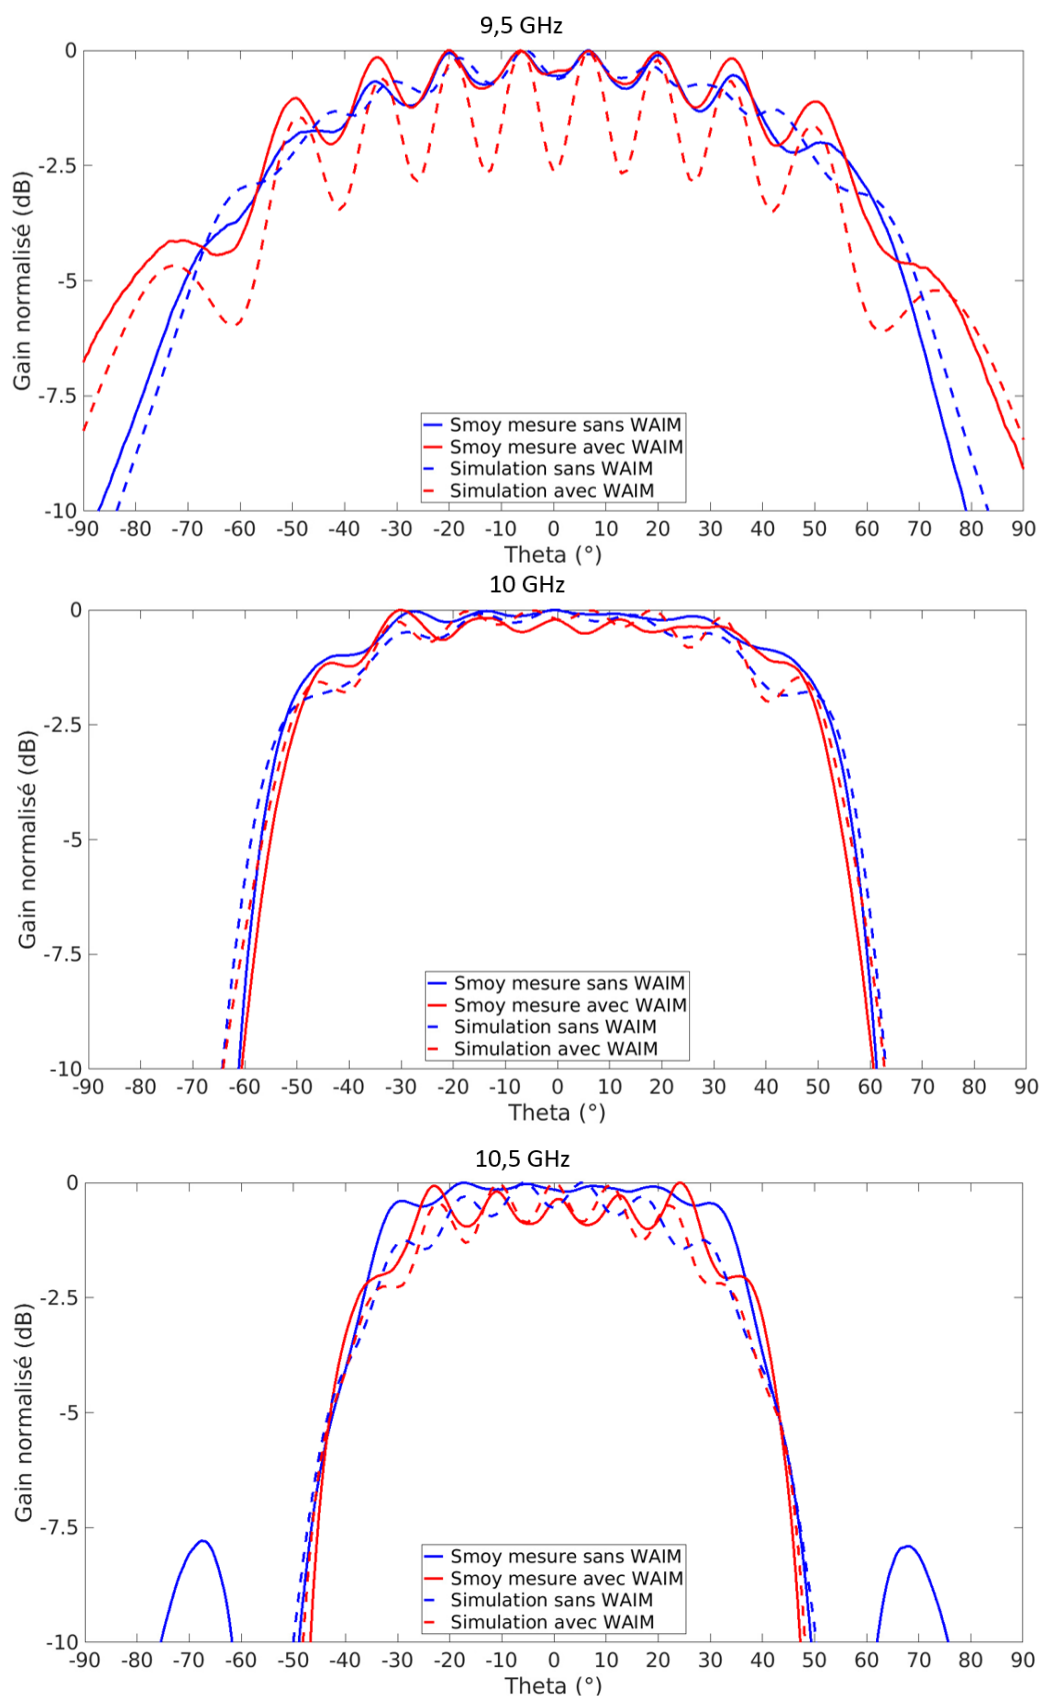 9,5 GHz
0
-2.5
-5
-7.5
-10
Gain normalisé (dB)
Smoy mesure sans WAIM
Smoy mesure avec WAIM
Simulation sans WAIM
Simulation avec WAIM
-90 -80 -70 -60 -50 -40 -30 -20 -10 0 10 20 30 40 50 60 70 80 90
Theta (°)
10 GHz
0
-2.5
-5
-7.5
-10
Gain normalisé (dB)
Smoy mesure sans WAIM
Smoy mesure avec WAIM
Simulation sans WAIM
Simulation avec WAIM
-90 -80 -70 -60 -50 -40 -30 -20 -10 0 10 20 30 40 50 60 70 80 90
Theta (°)
10,5 GHz
0
-2.5
-5
-7.5
-10
Gain normalisé (dB)
Smoy mesure sans WAIM
Smoy mesure avec WAIM
Simulation sans WAIM
Simulation avec WAIM
-90 -80 -70 -60 -50 -40 -30 -20 -10 0 10 20 30 40 50 60 70 80 90
Theta (°)